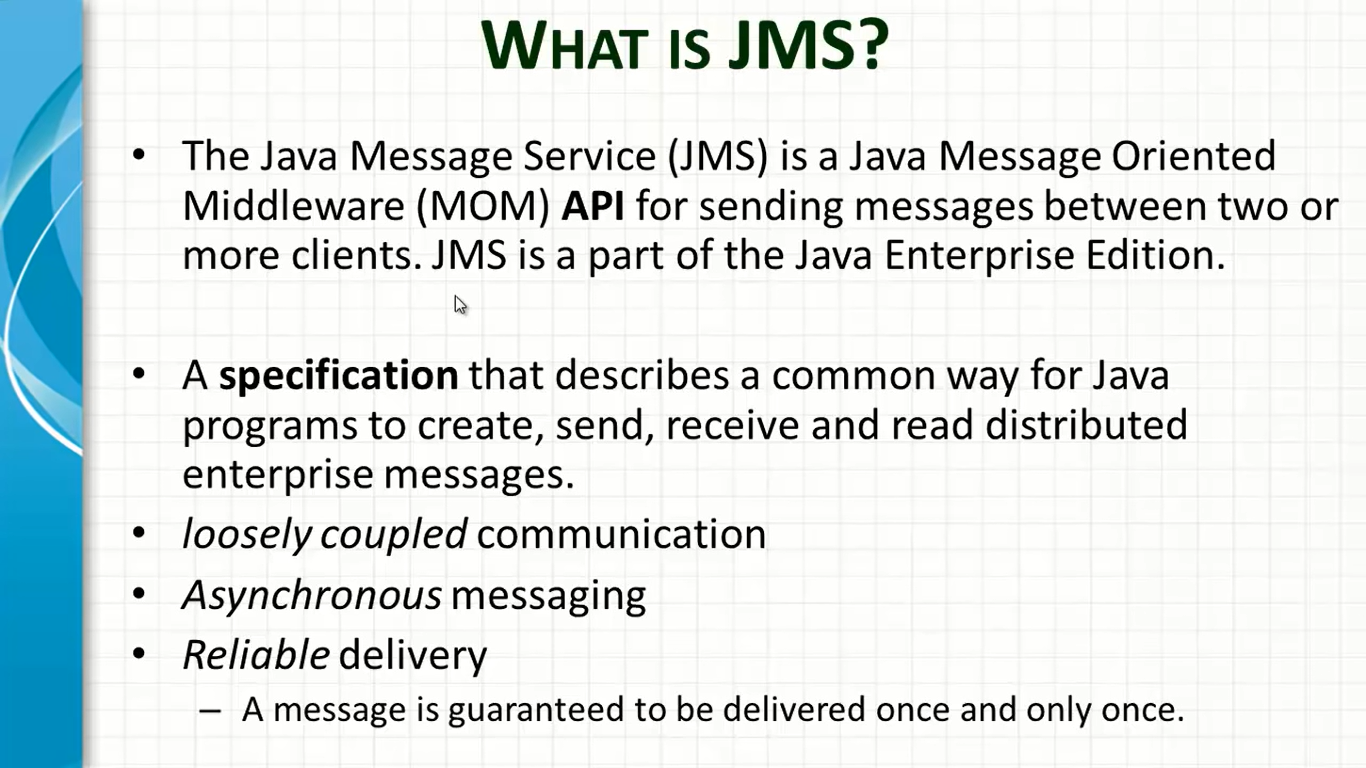 WHAT IS JMS?
• The Java Message Service (JMS) is a Java Message Oriented
Middleware (MOM) API for sending messages between two or
more clients. JMS is a part of the Java Enterprise Edition.
• A specification that describes a common way for Java
programs to create, send, receive and read distributed
enterprise messages.
• loosely coupled communication
• Asynchronous messaging
• Reliable delivery
– A message is guaranteed to be delivered once and only once.